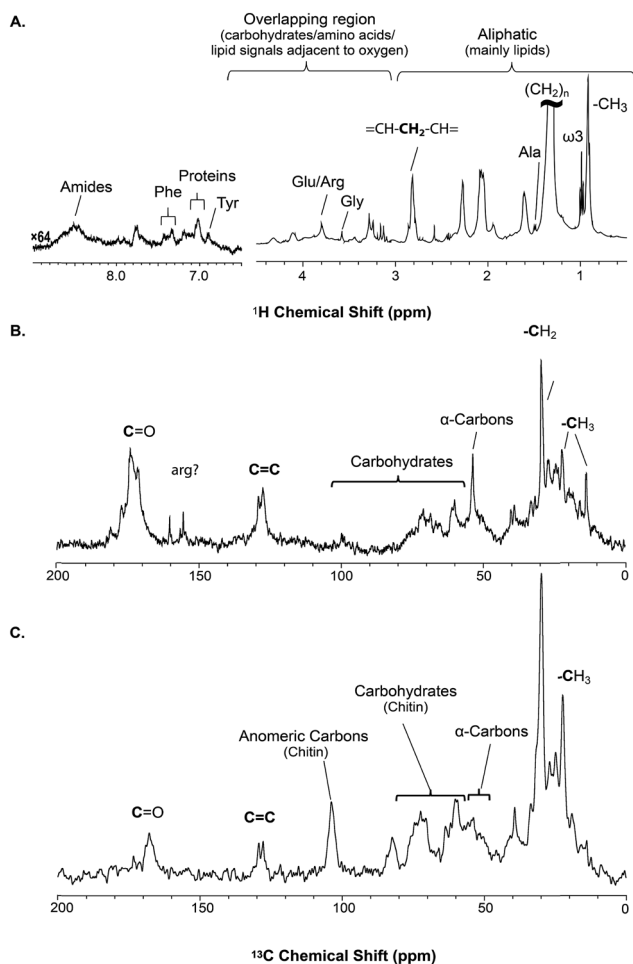 A.
Overlapping region
(carbohydrates/amino acids/
lipid signals adjacent to oxygen)
Aliphatic
(mainly lipids)
(CH₂)ₙ
-CH₃
=CH-CH₂-CH=
ω3
Ala
Amides
Phe
Proteins
Tyr
Glu/Arg
Gly
×64
8.0 7.0 4 3 2 1
¹H Chemical Shift (ppm)
B.
-CH₂
C=O
α-Carbons
-CH₃
arg?
C=C
Carbohydrates
200 150 100 50 0
C.
-CH₃
Carbohydrates
(Chitin)
Anomeric Carbons
(Chitin)
α-Carbons
C=O
C=C
200 150 100 50 0
¹³C Chemical Shift (ppm)